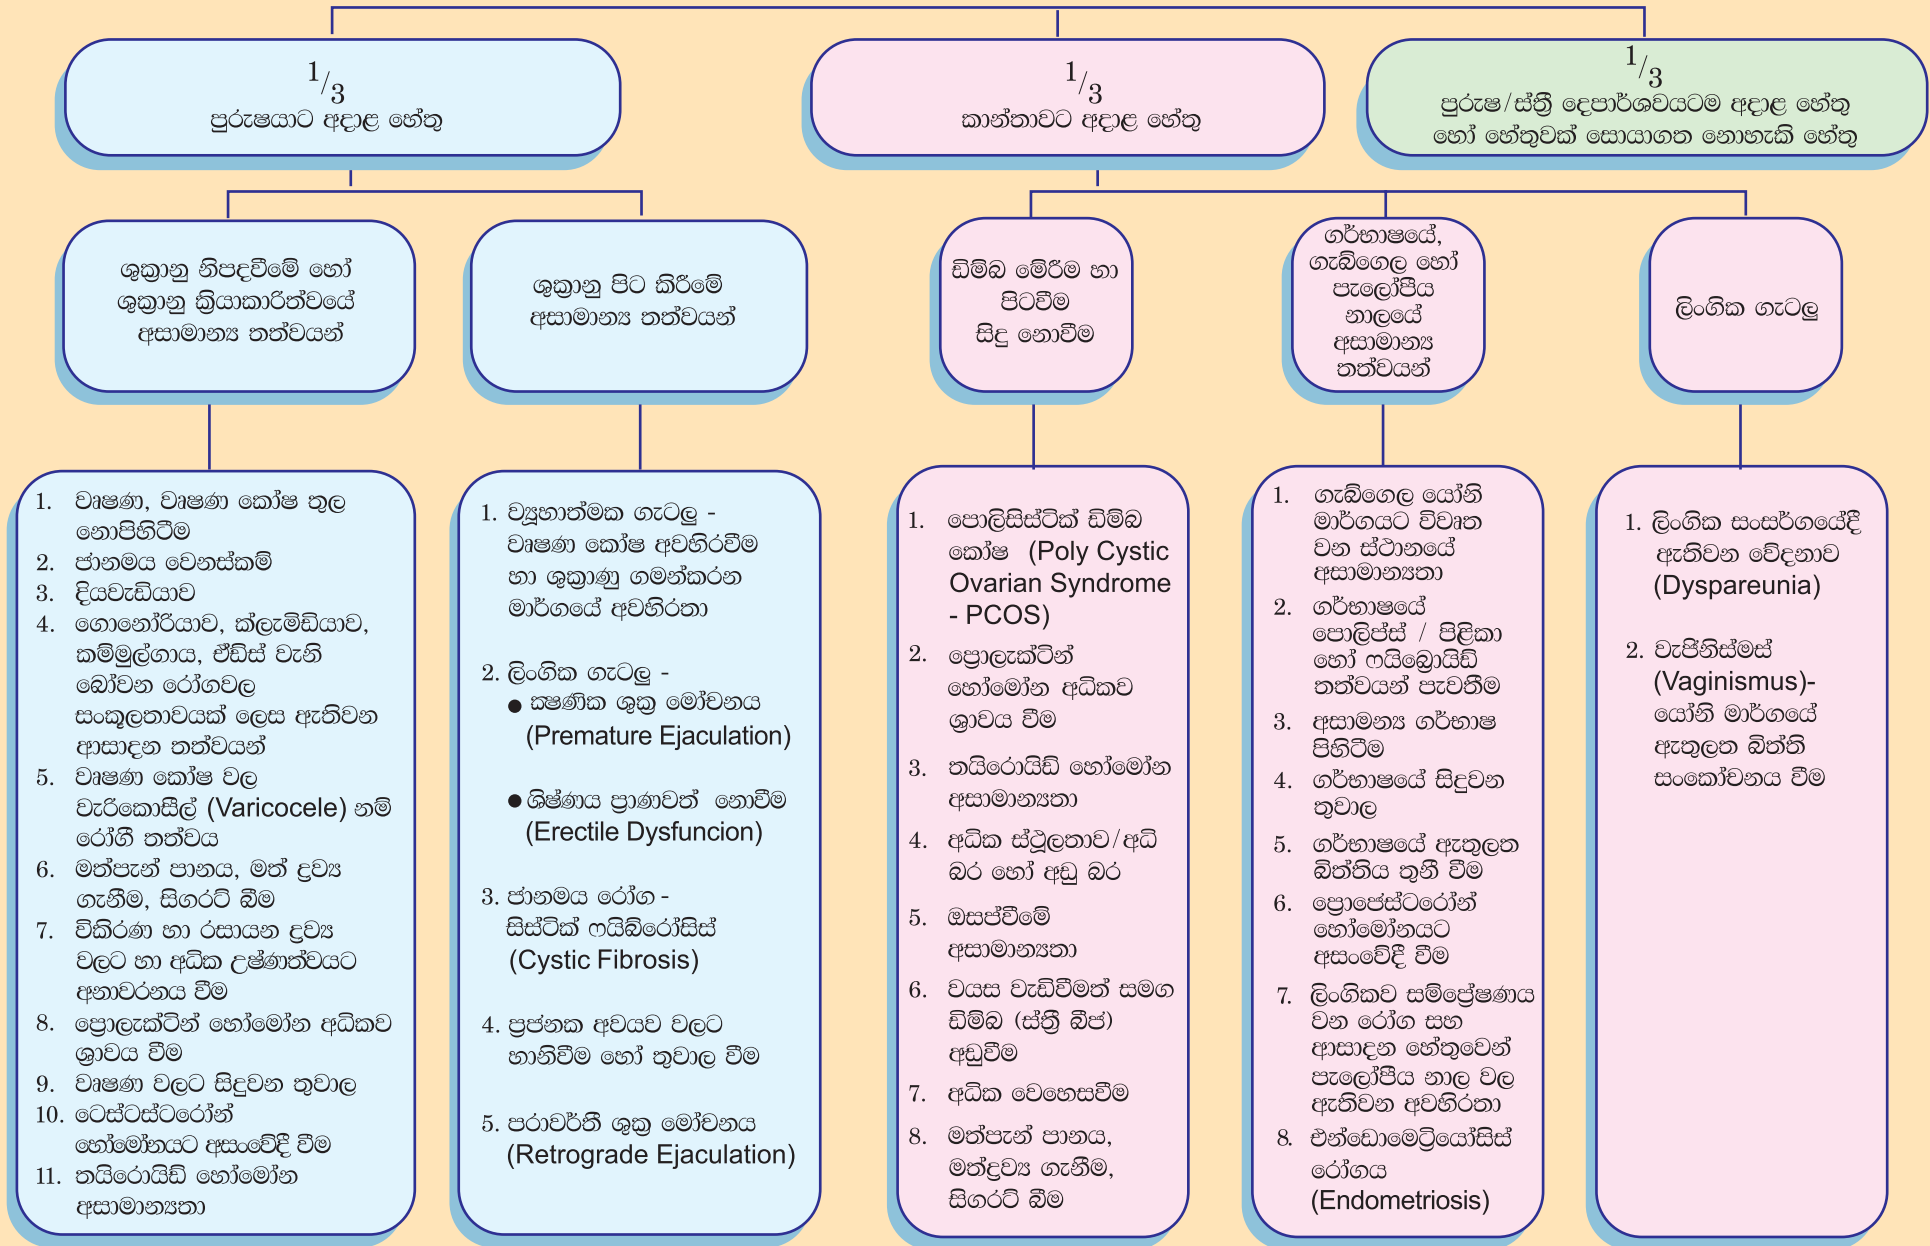 1/3
පුරුෂයාට අදාළ හේතු
1/3
කාන්තාවට අදාළ හේතු
1/3
පුරුෂ/ස්ත්‍රී දෙපාර්ශවයටම අදාළ හේතු
හෝ හේතුවක් සොයාගත නොහැකි හේතු
ශුක්‍රානු නිපදවීමේ හෝ
ශුක්‍රානු ක්‍රියාකාරිත්වයේ
අසාමාන්‍ය තත්වයන්
ශුක්‍රානු පිට කිරීමේ
අසාමාන්‍ය තත්වයන්
ඩිම්බ මේරීම හා
පිටවීම
සිදු නොවීම
ගර්භාෂයේ,
ගැබ්ගෙල හෝ
පැලෝපීය
නාලයේ
අසාමාන්‍ය
තත්වයන්
ලිංගික ගැටලු
1. වෘෂණ, වෘෂණ කෝෂ තුල
නොපිහිටීම
2. ජානමය වෙනස්කම්
3. දියවැඩියාව
4. ගොනෝරියාව, ක්ලැමිඩියාව,
කම්මුල්ගාය, ඒඩ්ස් වැනි
බෝවන රෝගවල
සංකූලතාවයක් ලෙස ඇතිවන
ආසාදන තත්වයන්
5. වෘෂණ කෝෂ වල
වැරිකොසීල් (Varicocele) නම්
රෝගී තත්වය
6. මත්පැන් පානය, මත් ද්‍රව්‍ය
ගැනීම, සිගරට් බීම
7. විකිරණ හා රසායන ද්‍රව්‍ය
වලට හා අධික උෂ්ණත්වයට
අනාවරනය වීම
8. ප්‍රොලැක්ටින් හෝමෝන අධිකව
ශ්‍රාවය වීම
9. වෘෂණ වලට සිදුවන තුවාල
10. ටෙස්ටස්ටරෝන්
හෝමෝනයට අසංවේදී වීම
11. තයිරොයිඩ් හෝමෝන
අසාමාන්‍යතා
1. ව්‍යූහාත්මක ගැටලු -
වෘෂණ කෝෂ අවහිරවීම
හා ශුක්‍රාණු ගමන්කරන
මාර්ගයේ අවහිරතා
2. ලිංගික ගැටලු -
● ක්‍ෂණික ශුක්‍ර මෝචනය
(Premature Ejaculation)
● ශිෂ්ණය ප්‍රාණවත් නොවීම
(Erectile Dysfuncion)
3. ජානමය රෝග -
සිස්ටික් ෆයිබ්රෝසිස්
(Cystic Fibrosis)
4. ප්‍රජනක අවයව වලට
හානිවීම හෝ තුවාල වීම
5. පරාවර්තී ශුක්‍ර මෝචනය
(Retrograde Ejaculation)
1. පොලිසිස්ටික් ඩිම්බ
කෝෂ (Poly Cystic
Ovarian Syndrome
- PCOS)
2. ප්‍රොලැක්ටින්
හෝමෝන අධිකව
ශ්‍රාවය වීම
3. තයිරොයිඩ් හෝමෝන
අසාමාන්‍යතා
4. අධික ස්ථූලතාව/අධි
බර හෝ අඩු බර
5. ඔසප්වීමේ
අසාමාන්‍යතා
6. වයස වැඩිවීමත් සමග
ඩිම්බ (ස්ත්‍රී බීජ)
අඩුවීම
7. අධික වෙහෙසවීම
8. මත්පැන් පානය,
මත්ද්‍රව්‍ය ගැනීම,
සිගරට් බීම
1. ගැබ්ගෙල යෝනි
මාර්ගයට විවෘත
වන ස්ථානයේ
අසාමාන්‍යතා
2. ගර්භාෂයේ
පොලිප්ස් / පිළිකා
හෝ ෆයිබ්‍රොයිඩ්
තත්වයන් පැවතීම
3. අසාමන්‍ය ගර්භාෂ
පිහිටීම
4. ගර්භාෂයේ සිදුවන
තුවාල
5. ගර්භාෂයේ ඇතුලත
බිත්තිය තුනී වීම
6. ප්‍රොජෙස්ටරෝන්
හෝමෝනයට
අසංවේදී වීම
7. ලිංගිකව සම්ප්‍රේෂණය
වන රෝග සහ
ආසාදන හේතුවෙන්
පැලෝපීය නාල වල
ඇතිවන අවහිරතා
8. එන්ඩොමෙට්‍රියෝසිස්
රෝගය
(Endometriosis)
1. ලිංගික සංසර්ගයේදී
ඇතිවන වේදනාව
(Dyspareunia)
2. වැජිනිස්මස්
(Vaginismus)-
යෝනි මාර්ගයේ
ඇතුලත බිත්ති
සංකෝචනය වීම